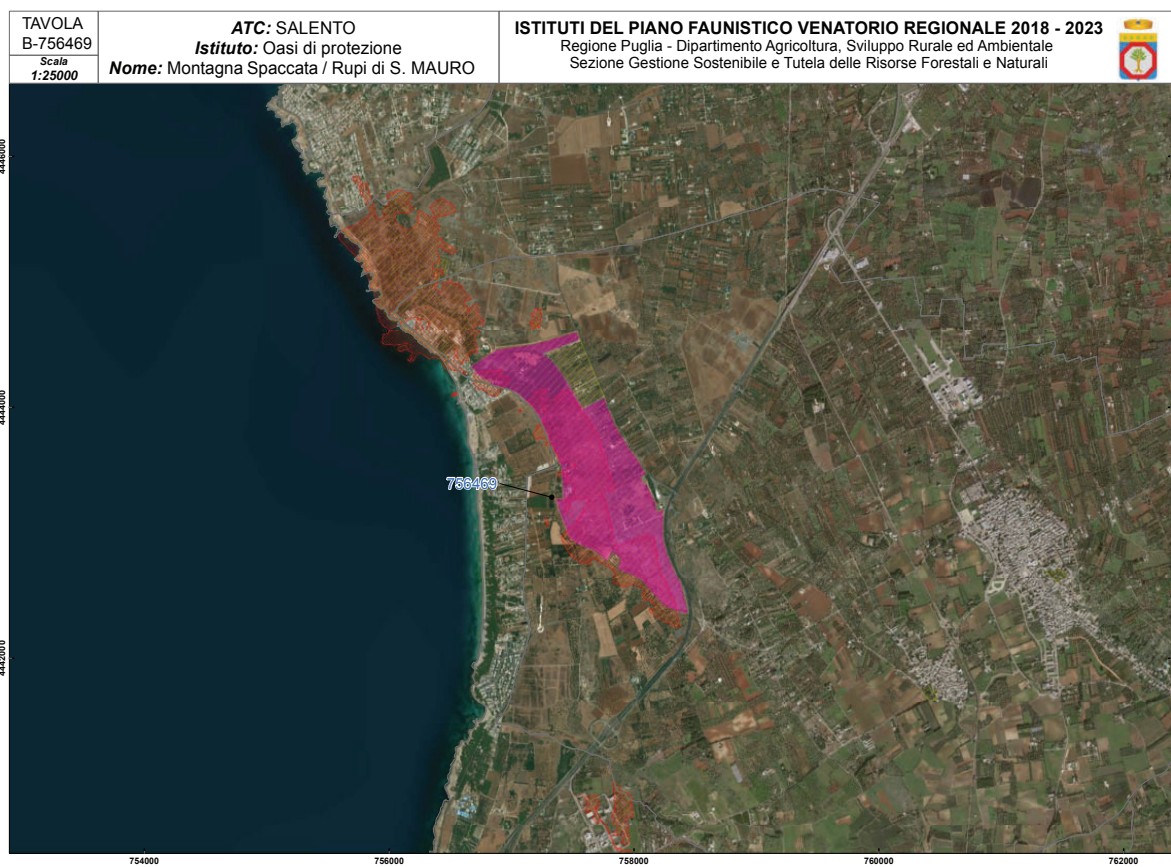 TAVOLA
B-756469
Scala
1:25000
ATC: SALENTO
Istituto: Oasi di protezione
Nome: Montagna Spaccata / Rupi di S. MAURO
ISTITUTI DEL PIANO FAUNISTICO VENATORIO REGIONALE 2018 - 2023
Regione Puglia - Dipartimento Agricoltura, Sviluppo Rurale ed Ambientale
Sezione Gestione Sostenibile e Tutela delle Risorse Forestali e Naturali
4446000
4444000
4442000
756469
754000
756000
758000
760000
762000